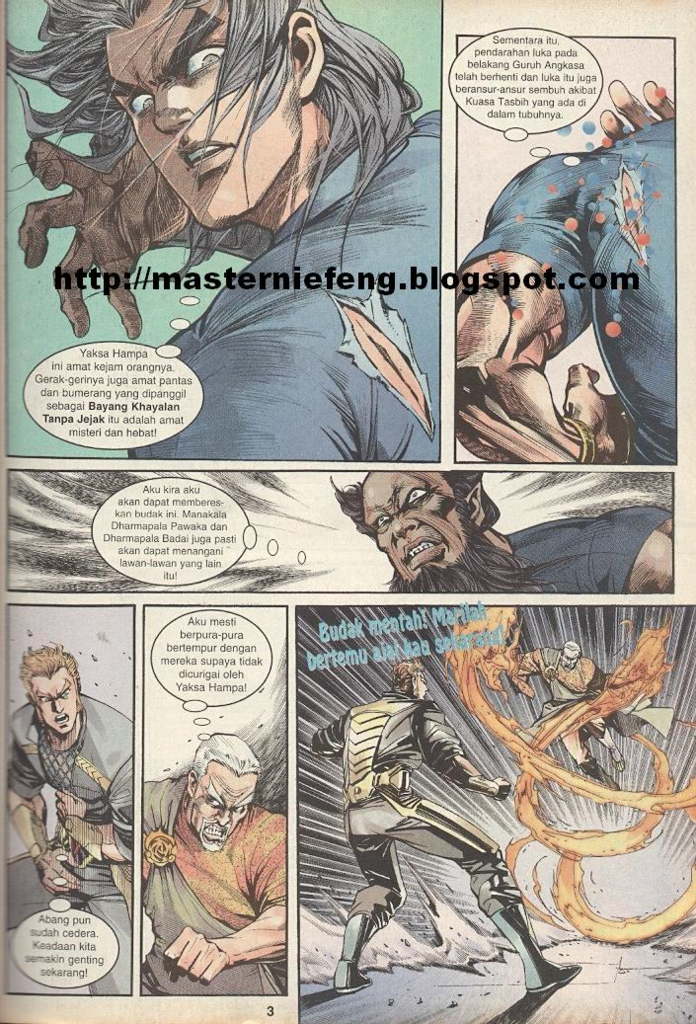 Yaksa Hampa
ini amat kejam orangnya.
Gerak-gerinya juga amat pantas
dan bumerang yang dipanggil
sebagai Bayang Khayalan
Tanpa Jejak itu adalah amat
misteri dan hebat!
Sementara itu,
pendarahan luka pada
belakang Guruh Angkasa
telah berhenti dan luka itu juga
beransur-ansur sembuh akibat
Kuasa Tasbih yang ada di
dalam tubuhnya.
http://masterniefeng.blogspot.com
Aku kira aku
akan dapat memberes-
kan budak ini. Manakala
Dharmapala Pawaka dan
Dharmapala Badai juga pasti
akan dapat menangani
lawan-lawan yang lain
itu!
Abang pun
sudah cedera.
Keadaan kita
semakin genting
sekarang!
Aku mesti
berpura-pura
bertempur dengan
mereka supaya tidak
dicurigai oleh
Yaksa Hampa!
Budak mentah! Marilah
bertemu ajal kau sekarang!
3